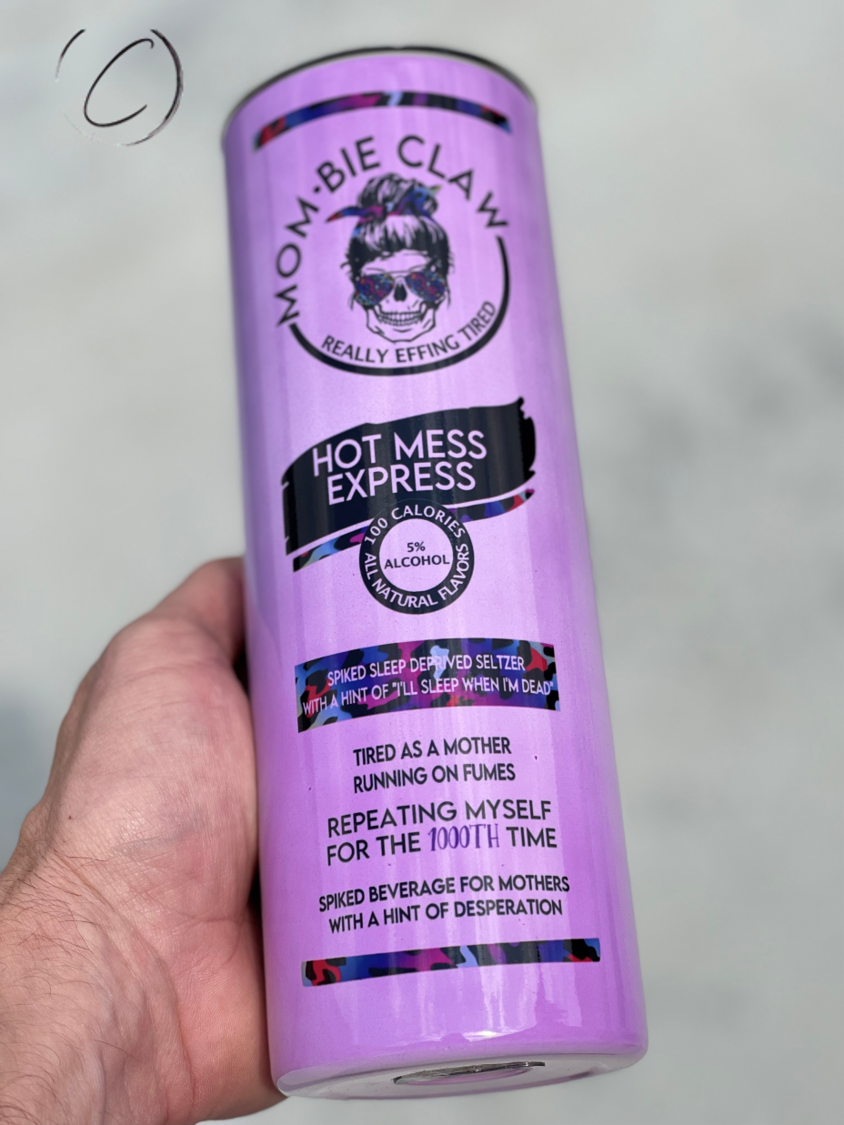 C
MOM·BIE CLAW
REALLY EFFING TIRED
HOT MESS
EXPRESS
100 CALORIES
5%
ALCOHOL
ALL NATURAL FLAVORS
SPIKED SLEEP DEPRIVED SELTZER
WITH A HINT OF "I'LL SLEEP WHEN I'M DEAD"
TIRED AS A MOTHER
RUNNING ON FUMES
REPEATING MYSELF
FOR THE 1000TH TIME
SPIKED BEVERAGE FOR MOTHERS
WITH A HINT OF DESPERATION